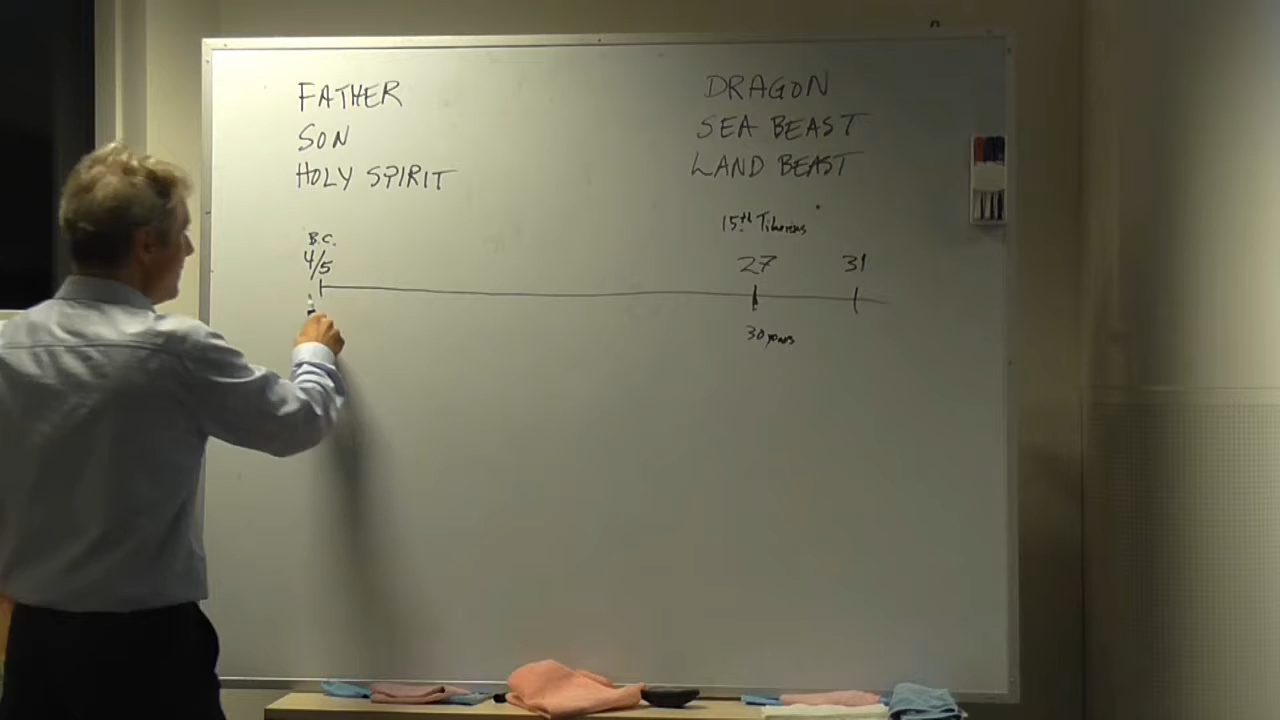 FATHER
SON
HOLY SPIRIT
DRAGON
SEA BEAST
LAND BEAST
15th Tiberius
B.C.
4/5
27
31
30 years